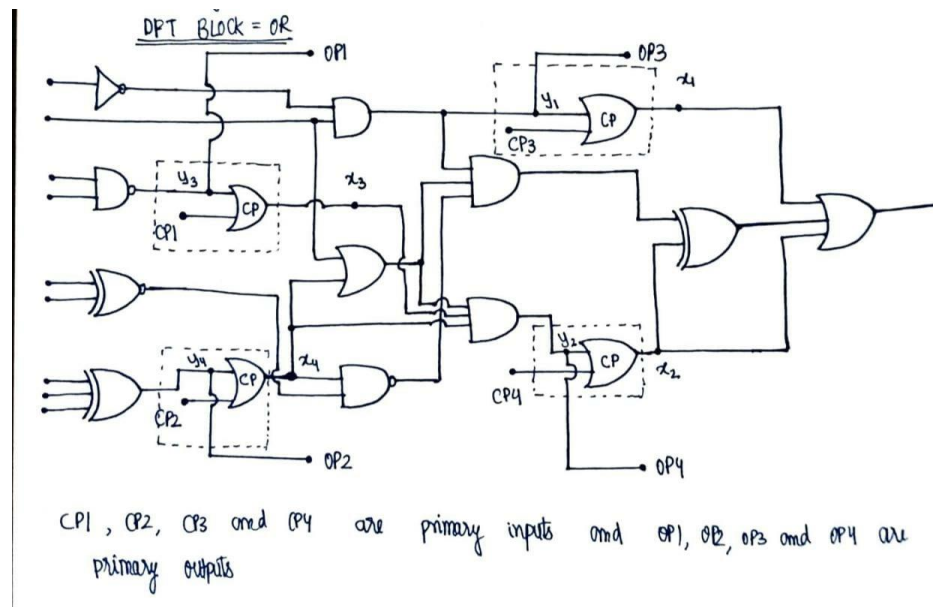 DFT BLOCK = OR
OP1
OP3
x1
y1
CP
CP3
y3
x3
CP
CP1
y4
x4
CP
CP2
y2
CP
x2
CP4
OP2
OP4
CP1, CP2, CP3 and CP4 are primary inputs and OP1, OP2, OP3 and OP4 are
primary outputs